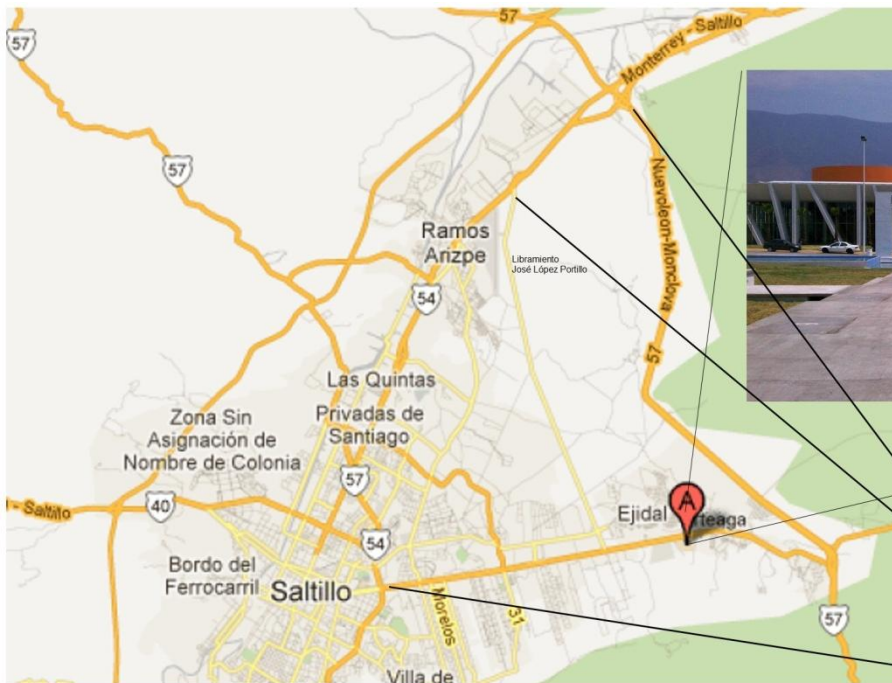 57
57
Monterrey - Saltillo
57
Nuevoleon-Monclova
Ramos
Arizpe
Libramiento
José López Portillo
54
57
Las Quintas
Zona Sin
Asignación de
Nombre de Colonia
Privadas de
Santiago
57
40
- Saltillo
Ejidal
A
rteaga
54
Bordo del
Ferrocarril
Saltillo
Morelos
31
57
Villa de